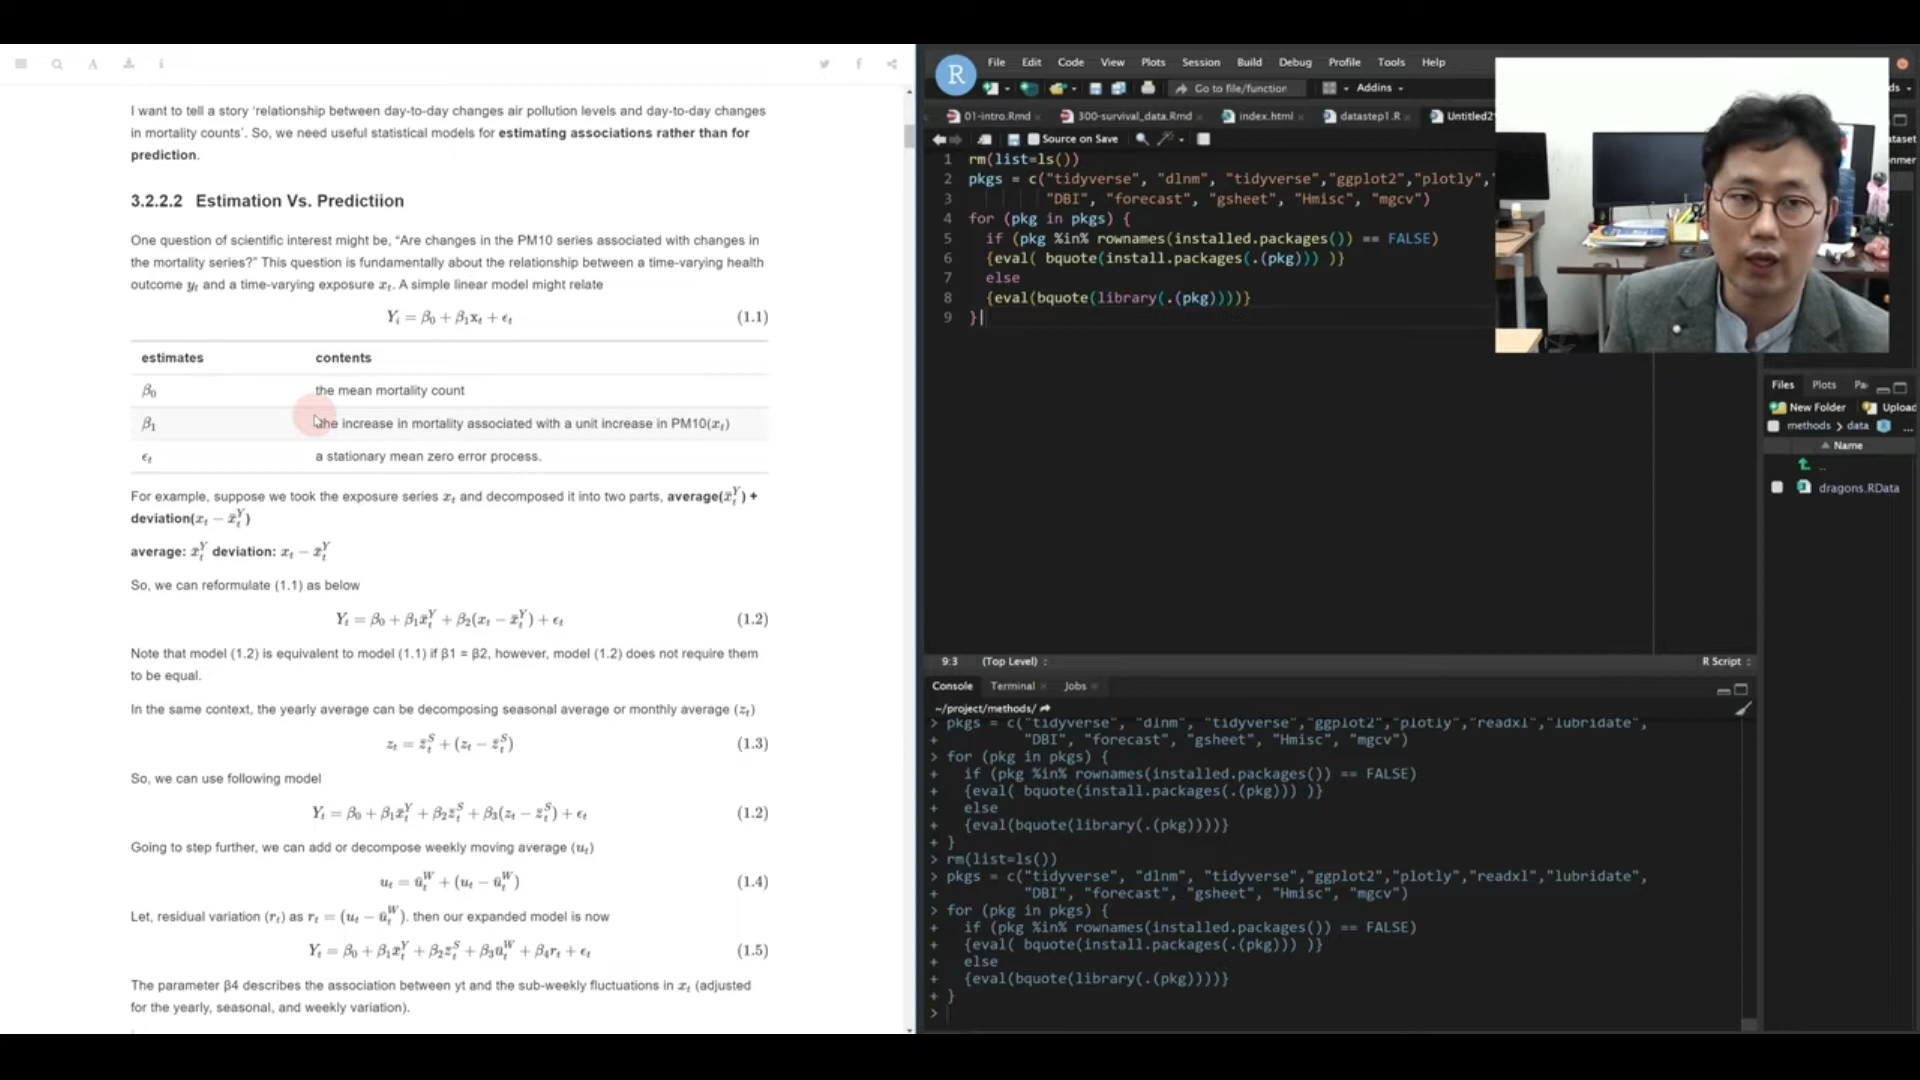 I want to tell a story 'relationship between day-to-day changes air pollution levels and day-to-day changes
in mortality counts'. So, we need useful statistical models for estimating associations rather than for
prediction.
3.2.2.2 Estimation Vs. Predictiion
One question of scientific interest might be, “Are changes in the PM10 series associated with changes in
the mortality series?” This question is fundamentally about the relationship between a time-varying health
outcome yₜ and a time-varying exposure xₜ. A simple linear model might relate
Yᵢ = β₀ + β₁xₜ + ϵₜ (1.1)
estimates contents
β₀ the mean mortality count
β₁ the increase in mortality associated with a unit increase in PM10(xₜ)
ϵₜ a stationary mean zero error process.
For example, suppose we took the exposure series xₜ and decomposed it into two parts, average(x̄ₜʸ) +
deviation(xₜ − x̄ₜʸ)
average: x̄ₜʸ deviation: xₜ − x̄ₜʸ
So, we can reformulate (1.1) as below
Yₜ = β₀ + β₁x̄ₜʸ + β₂(xₜ − x̄ₜʸ) + ϵₜ (1.2)
Note that model (1.2) is equivalent to model (1.1) if β1 = β2, however, model (1.2) does not require them
to be equal.
In the same context, the yearly average can be decomposing seasonal average or monthly average (zₜ)
zₜ = z̄ₜˢ + (zₜ − z̄ₜˢ) (1.3)
So, we can use following model
Yₜ = β₀ + β₁x̄ₜʸ + β₂z̄ₜˢ + β₃(zₜ − z̄ₜˢ) + ϵₜ (1.2)
Going to step further, we can add or decompose weekly moving average (uₜ)
uₜ = ūₜᵂ + (uₜ − ūₜᵂ) (1.4)
Let, residual variation (rₜ) as rₜ = (uₜ − ūₜᵂ). then our expanded model is now
Yₜ = β₀ + β₁x̄ₜʸ + β₂z̄ₜˢ + β₃ūₜᵂ + β₄rₜ + ϵₜ (1.5)
The parameter β4 describes the association between yt and the sub-weekly fluctuations in xₜ (adjusted
for the yearly, seasonal, and weekly variation).
R File Edit Code View Plots Session Build Debug Profile Tools Help
Go to file/function Addins
01-intro.Rmd 300-survival_data.Rmd index.html datastep1.R Untitled2
Source on Save
1 rm(list=ls())
2 pkgs = c("tidyverse", "dlnm", "tidyverse","ggplot2","plotly",
3 "DBI", "forecast", "gsheet", "Hmisc", "mgcv")
4 for (pkg in pkgs) {
5 if (pkg %in% rownames(installed.packages()) == FALSE)
6 {eval( bquote(install.packages(.(pkg))) )}
7 else
8 {eval(bquote(library(.(pkg))))}
9 }
9:3 (Top Level) R Script
Console Terminal Jobs
~/project/methods/
> pkgs = c("tidyverse", "dlnm", "tidyverse","ggplot2","plotly","readxl","lubridate",
+ "DBI", "forecast", "gsheet", "Hmisc", "mgcv")
> for (pkg in pkgs) {
+ if (pkg %in% rownames(installed.packages()) == FALSE)
+ {eval( bquote(install.packages(.(pkg))) )}
+ else
+ {eval(bquote(library(.(pkg))))}
+ }
> rm(list=ls())
> pkgs = c("tidyverse", "dlnm", "tidyverse","ggplot2","plotly","readxl","lubridate",
+ "DBI", "forecast", "gsheet", "Hmisc", "mgcv")
> for (pkg in pkgs) {
+ if (pkg %in% rownames(installed.packages()) == FALSE)
+ {eval( bquote(install.packages(.(pkg))) )}
+ else
+ {eval(bquote(library(.(pkg))))}
+ }
>
Files Plots Pa
New Folder Upload
methods > data ...
Name
..
dragons.RData